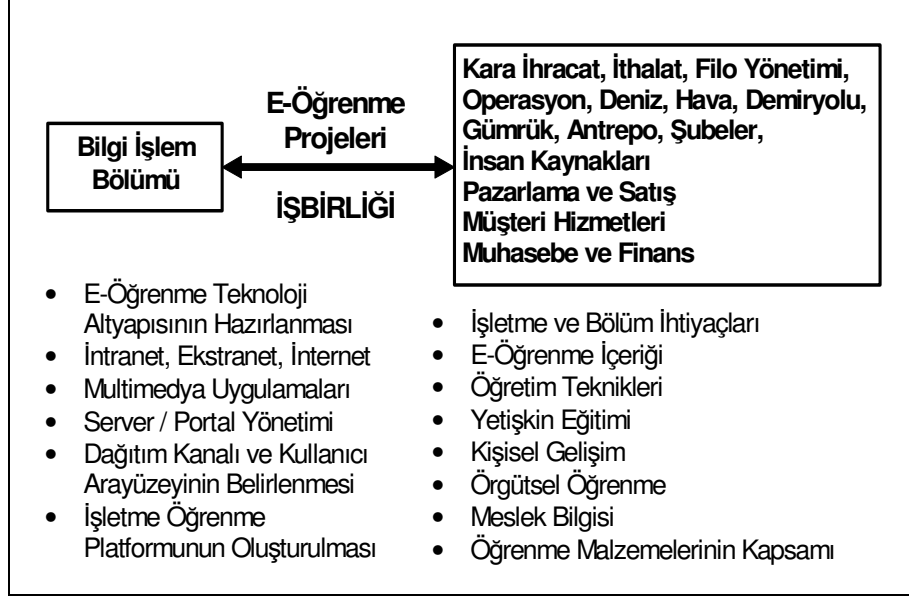 Bilgi İşlem
Bölümü
E-Öğrenme
Projeleri
İŞBİRLİĞİ
Kara İhracat, İthalat, Filo Yönetimi,
Operasyon, Deniz, Hava, Demiryolu,
Gümrük, Antrepo, Şubeler,
İnsan Kaynakları
Pazarlama ve Satış
Müşteri Hizmetleri
Muhasebe ve Finans
• E-Öğrenme Teknoloji
Altyapısının Hazırlanması
• İntranet, Ekstranet, İnternet
• Multimedya Uygulamaları
• Server / Portal Yönetimi
• Dağıtım Kanalı ve Kullanıcı
Arayüzeyinin Belirlenmesi
• İşletme Öğrenme
Platformunun Oluşturulması
• İşletme ve Bölüm İhtiyaçları
• E-Öğrenme İçeriği
• Öğretim Teknikleri
• Yetişkin Eğitimi
• Kişisel Gelişim
• Örgütsel Öğrenme
• Meslek Bilgisi
• Öğrenme Malzemelerinin Kapsamı